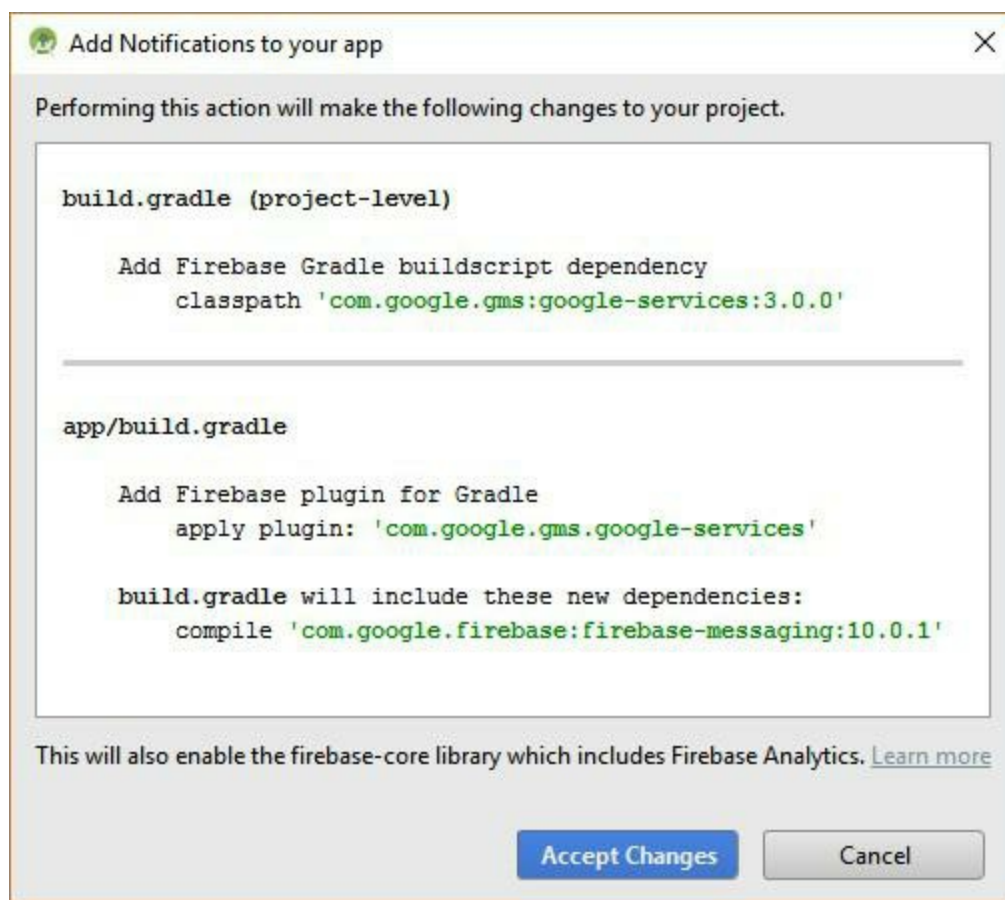 Add Notifications to your app
Performing this action will make the following changes to your project.
build.gradle (project-level)
Add Firebase Gradle buildscript dependency
classpath 'com.google.gms:google-services:3.0.0'
app/build.gradle
Add Firebase plugin for Gradle
apply plugin: 'com.google.gms.google-services'
build.gradle will include these new dependencies:
compile 'com.google.firebase:firebase-messaging:10.0.1'
This will also enable the firebase-core library which includes Firebase Analytics. Learn more
Accept Changes Cancel